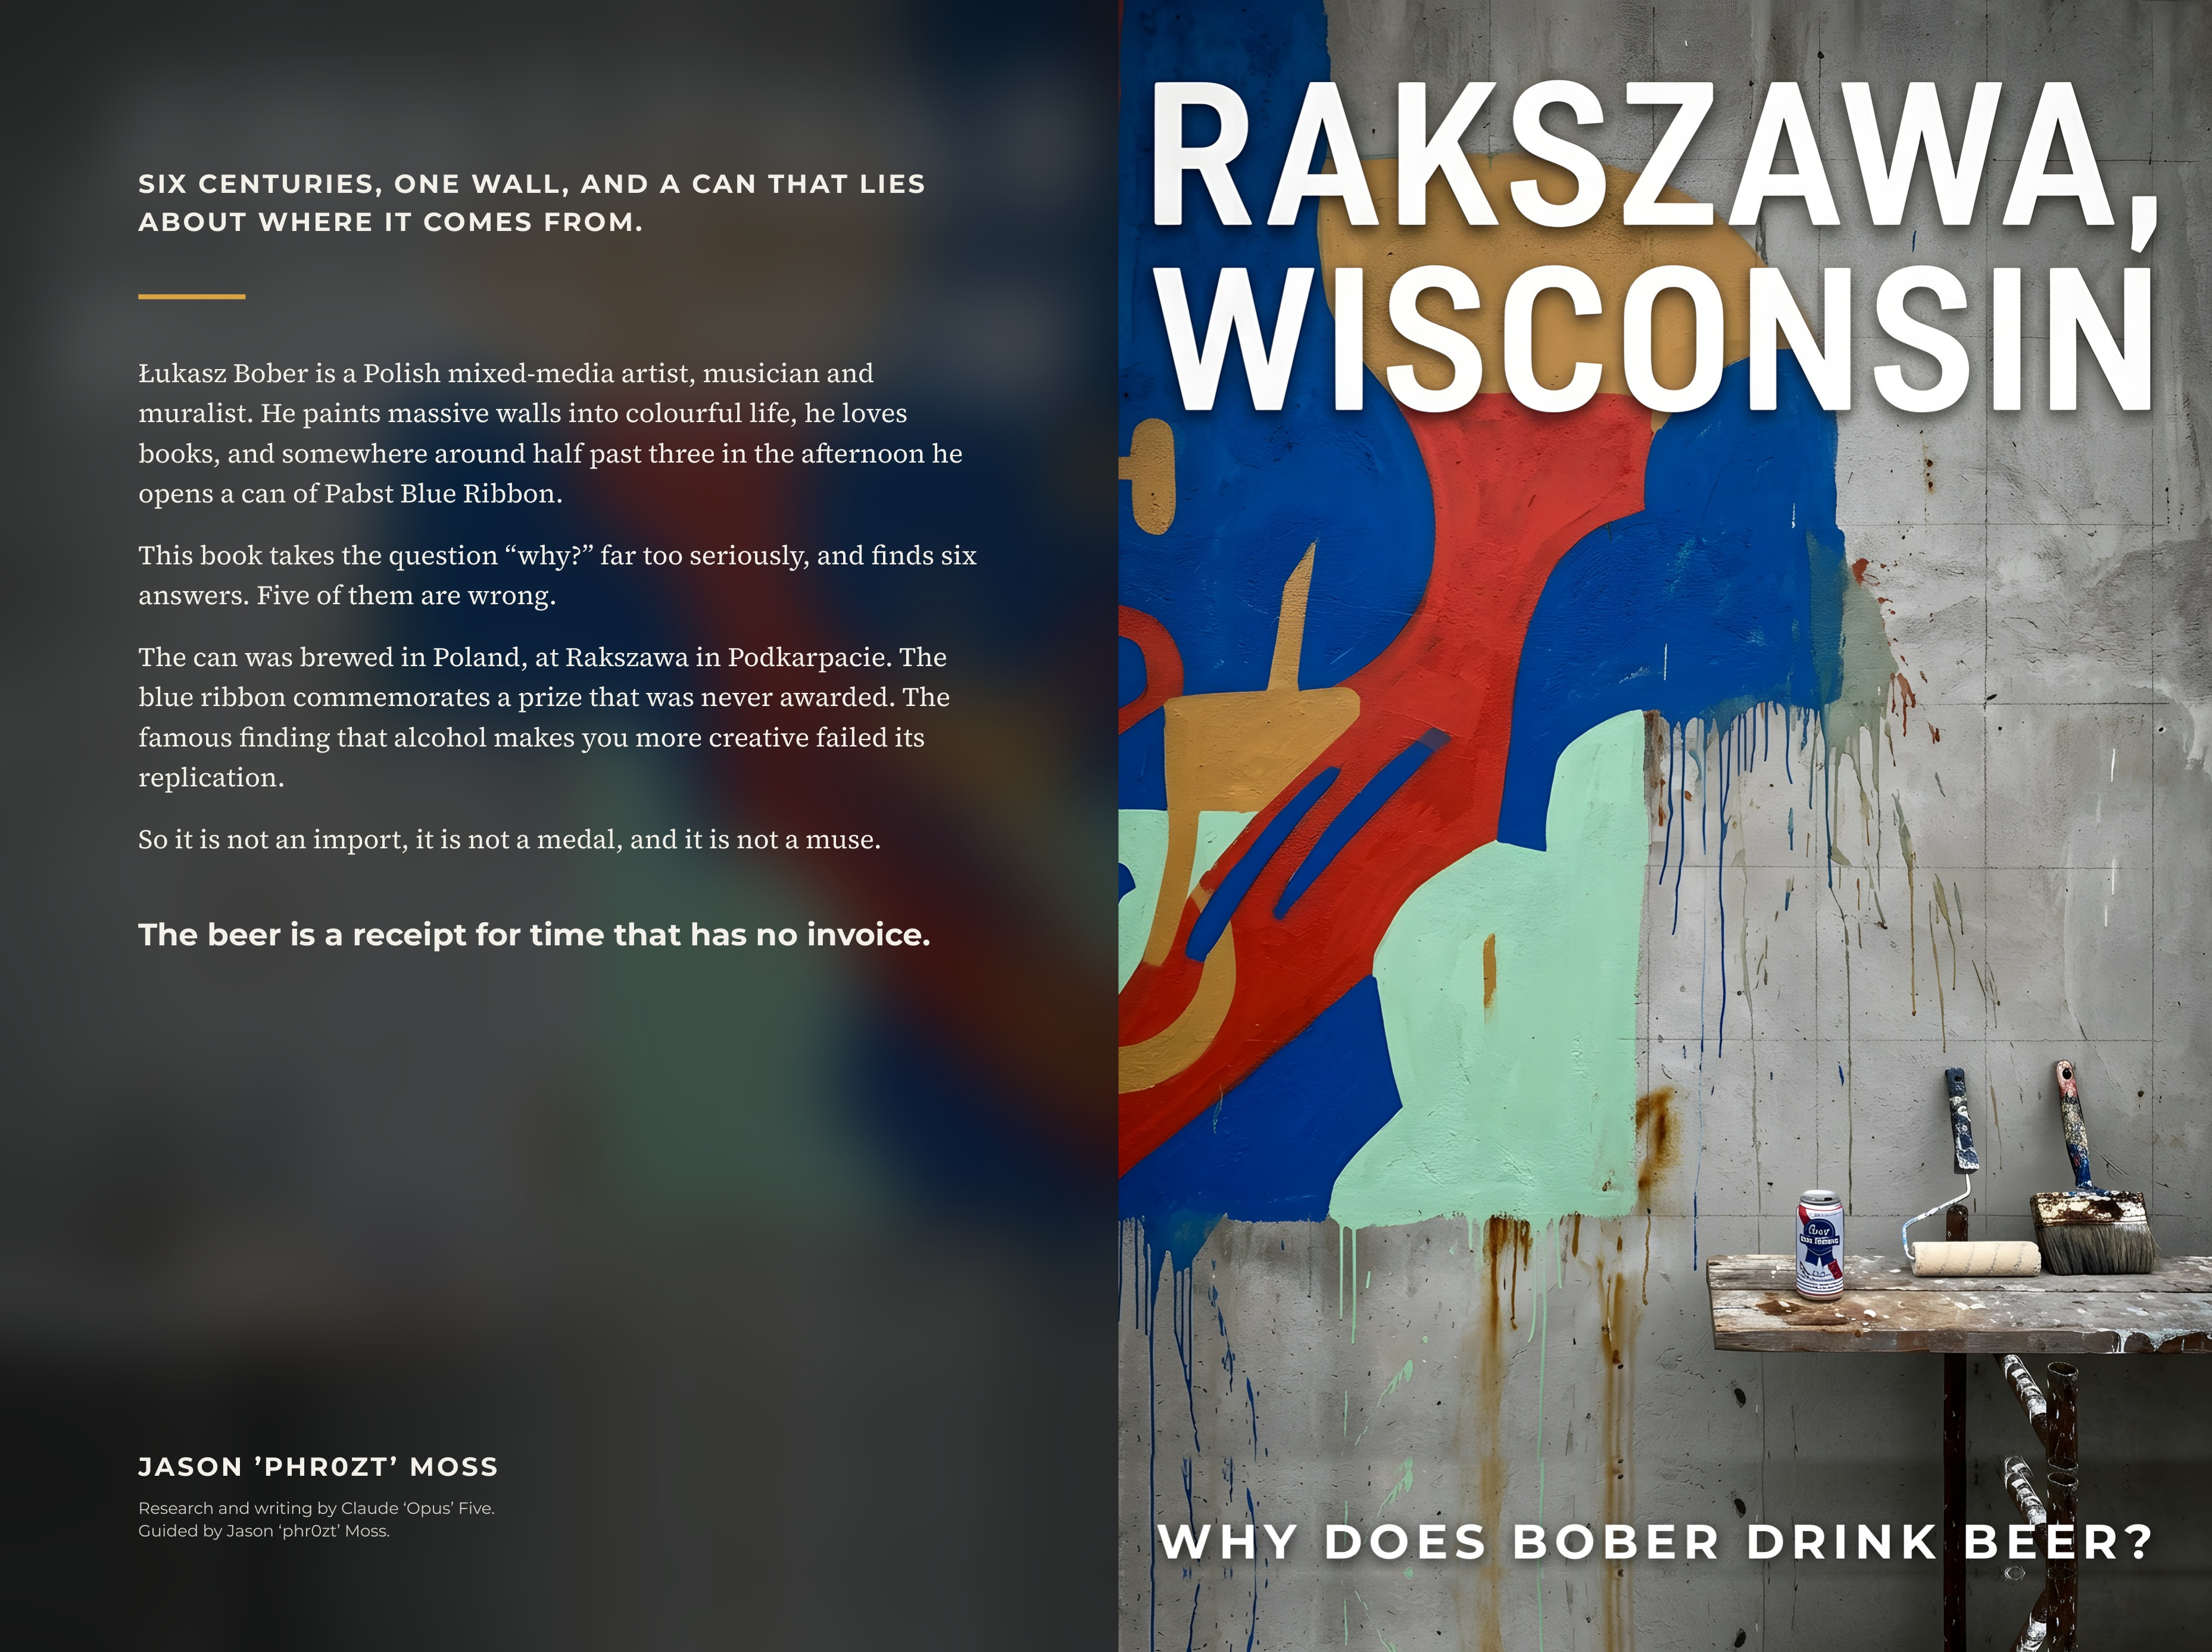 SIX CENTURIES, ONE WALL, AND A CAN THAT LIES
ABOUT WHERE IT COMES FROM.
Łukasz Bober is a Polish mixed-media artist, musician and
muralist. He paints massive walls into colourful life, he loves
books, and somewhere around half past three in the afternoon he
opens a can of Pabst Blue Ribbon.
This book takes the question “why?” far too seriously, and finds six
answers. Five of them are wrong.
The can was brewed in Poland, at Rakszawa in Podkarpacie. The
blue ribbon commemorates a prize that was never awarded. The
famous finding that alcohol makes you more creative failed its
replication.
So it is not an import, it is not a medal, and it is not a muse.
The beer is a receipt for time that has no invoice.
JASON ’PHR0ZT’ MOSS
Research and writing by Claude ‘Opus’ Five.
Guided by Jason ‘phr0zt’ Moss.
RAKSZAWA,
WISCONSIN
WHY DOES BOBER DRINK BEER?